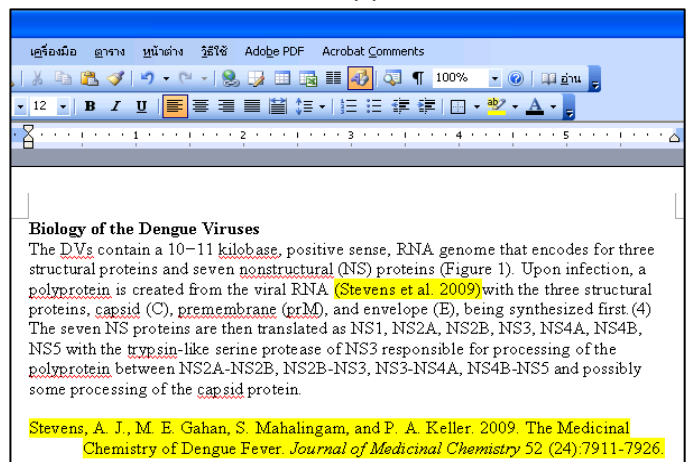 เครื่องมือ ตาราง หน้าต่าง วิธีใช้ Adobe PDF Acrobat Comments
¶ 100% อ่าน
12 B I U A
1 2 3 4 5
Biology of the Dengue Viruses
The DVs contain a 10−11 kilobase, positive sense, RNA genome that encodes for three
structural proteins and seven nonstructural (NS) proteins (Figure 1). Upon infection, a
polyprotein is created from the viral RNA (Stevens et al. 2009)with the three structural
proteins, capsid (C), premembrane (prM), and envelope (E), being synthesized first.(4)
The seven NS proteins are then translated as NS1, NS2A, NS2B, NS3, NS4A, NS4B,
NS5 with the trypsin-like serine protease of NS3 responsible for processing of the
polyprotein between NS2A-NS2B, NS2B-NS3, NS3-NS4A, NS4B-NS5 and possibly
some processing of the capsid protein.
Stevens, A. J., M. E. Gahan, S. Mahalingam, and P. A. Keller. 2009. The Medicinal
Chemistry of Dengue Fever. Journal of Medicinal Chemistry 52 (24):7911-7926.